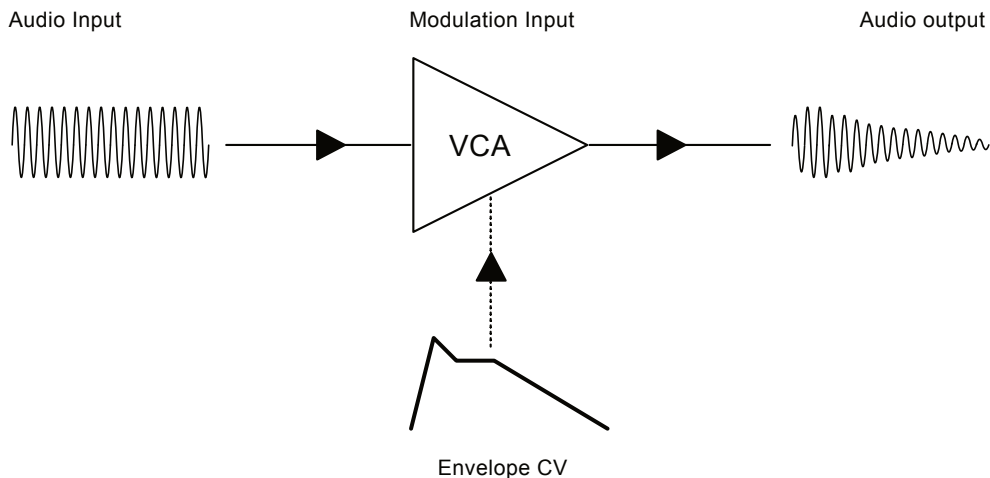 Audio Input
Modulation Input
Audio output
VCA
Envelope CV